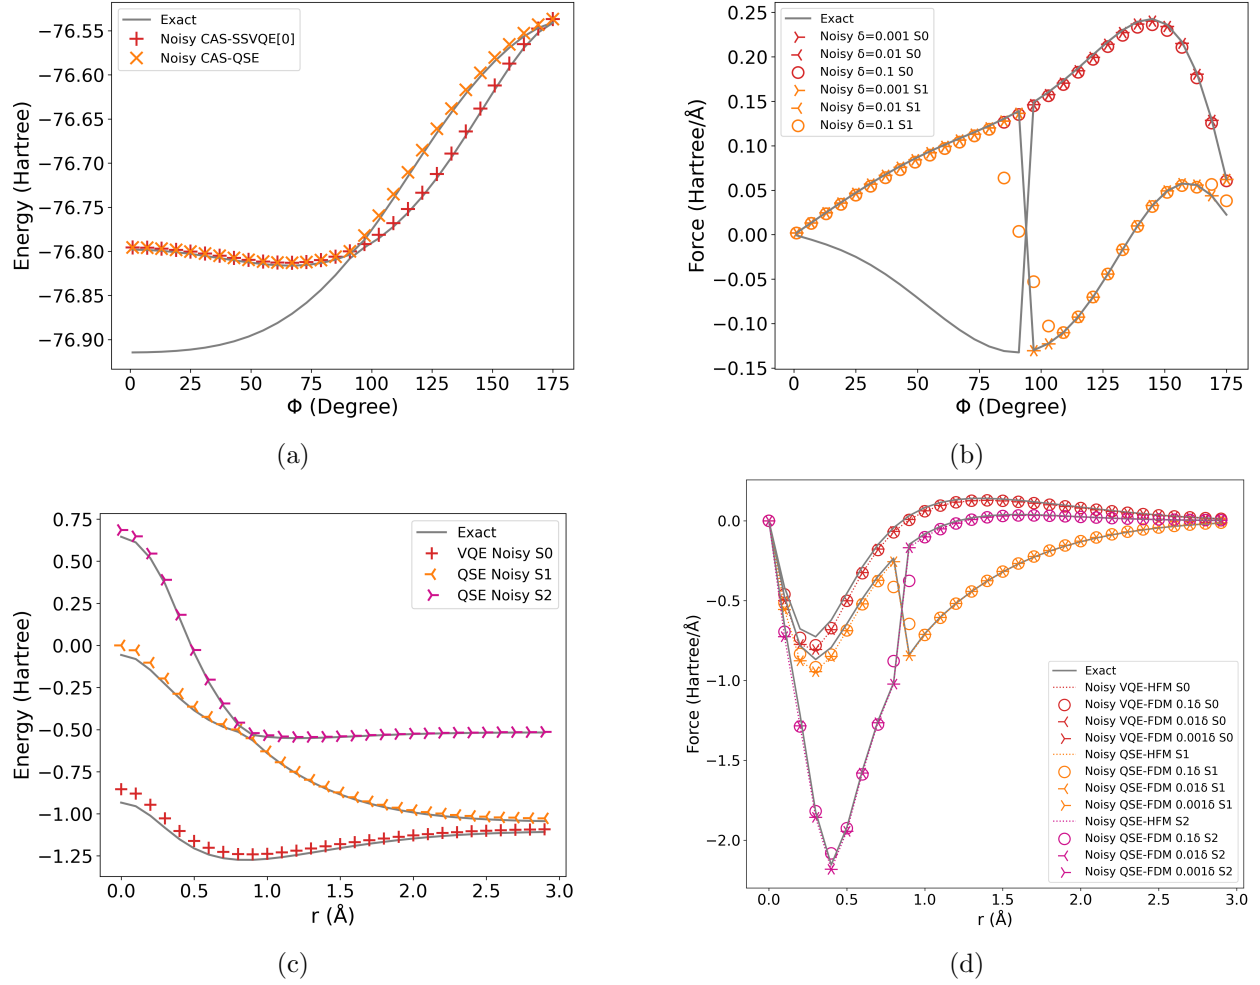 Exact
Noisy CAS-SSVQE[0]
Noisy CAS-QSE
−76.55
−76.60
−76.65
−76.70
−76.75
−76.80
−76.85
−76.90
Energy (Hartree)
0 25 50 75 100 125 150 175
Φ (Degree)
(a)
Exact
Noisy δ=0.001 S0
Noisy δ=0.01 S0
Noisy δ=0.1 S0
Noisy δ=0.001 S1
Noisy δ=0.01 S1
Noisy δ=0.1 S1
0.25
0.20
0.15
0.10
0.05
0.00
−0.05
−0.10
−0.15
Force (Hartree/Å)
0 25 50 75 100 125 150 175
Φ (Degree)
(b)
Exact
VQE Noisy S0
QSE Noisy S1
QSE Noisy S2
0.75
0.50
0.25
0.00
−0.25
−0.50
−0.75
−1.00
−1.25
Energy (Hartree)
0.0 0.5 1.0 1.5 2.0 2.5 3.0
r (Å)
(c)
0.0
−0.5
−1.0
−1.5
−2.0
Force (Hartree/Å)
Exact
Noisy VQE-HFM S0
Noisy VQE-FDM 0.1δ S0
Noisy VQE-FDM 0.01δ S0
Noisy VQE-FDM 0.001δ S0
Noisy QSE-HFM S1
Noisy QSE-FDM 0.1δ S1
Noisy QSE-FDM 0.01δ S1
Noisy QSE-FDM 0.001δ S1
Noisy QSE-HFM S2
Noisy QSE-FDM 0.1δ S2
Noisy QSE-FDM 0.01δ S2
Noisy QSE-FDM 0.001δ S2
0.0 0.5 1.0 1.5 2.0 2.5 3.0
r (Å)
(d)